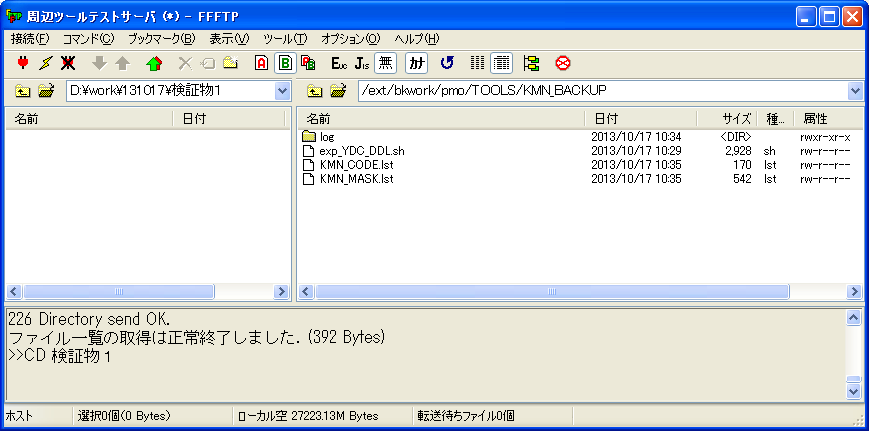 周辺ツールテストサーバ (*) - FFFTP
接続(F) コマンド(C) ブックマーク(B) 表示(V) ツール(T) オプション(O) ヘルプ(H)
A B B EUC JIS 無 カナ
D:¥work¥131017¥検証物1 /ext/bkwork/pmo/TOOLS/KMN_BACKUP
名前 日付 名前 日付 サイズ 種... 属性
log 2013/10/17 10:34 <DIR> rwxr-xr-x
exp_YDC_DDL.sh 2013/10/17 10:29 2,928 sh rw-r--r--
KMN_CODE.lst 2013/10/17 10:35 170 lst rw-r--r--
KMN_MASK.lst 2013/10/17 10:35 542 lst rw-r--r--
226 Directory send OK.
ファイル一覧の取得は正常終了しました. (392 Bytes)
>>CD 検証物1
ホスト 選択0個(0 Bytes) ローカル空 27223.13M Bytes 転送待ちファイル0個